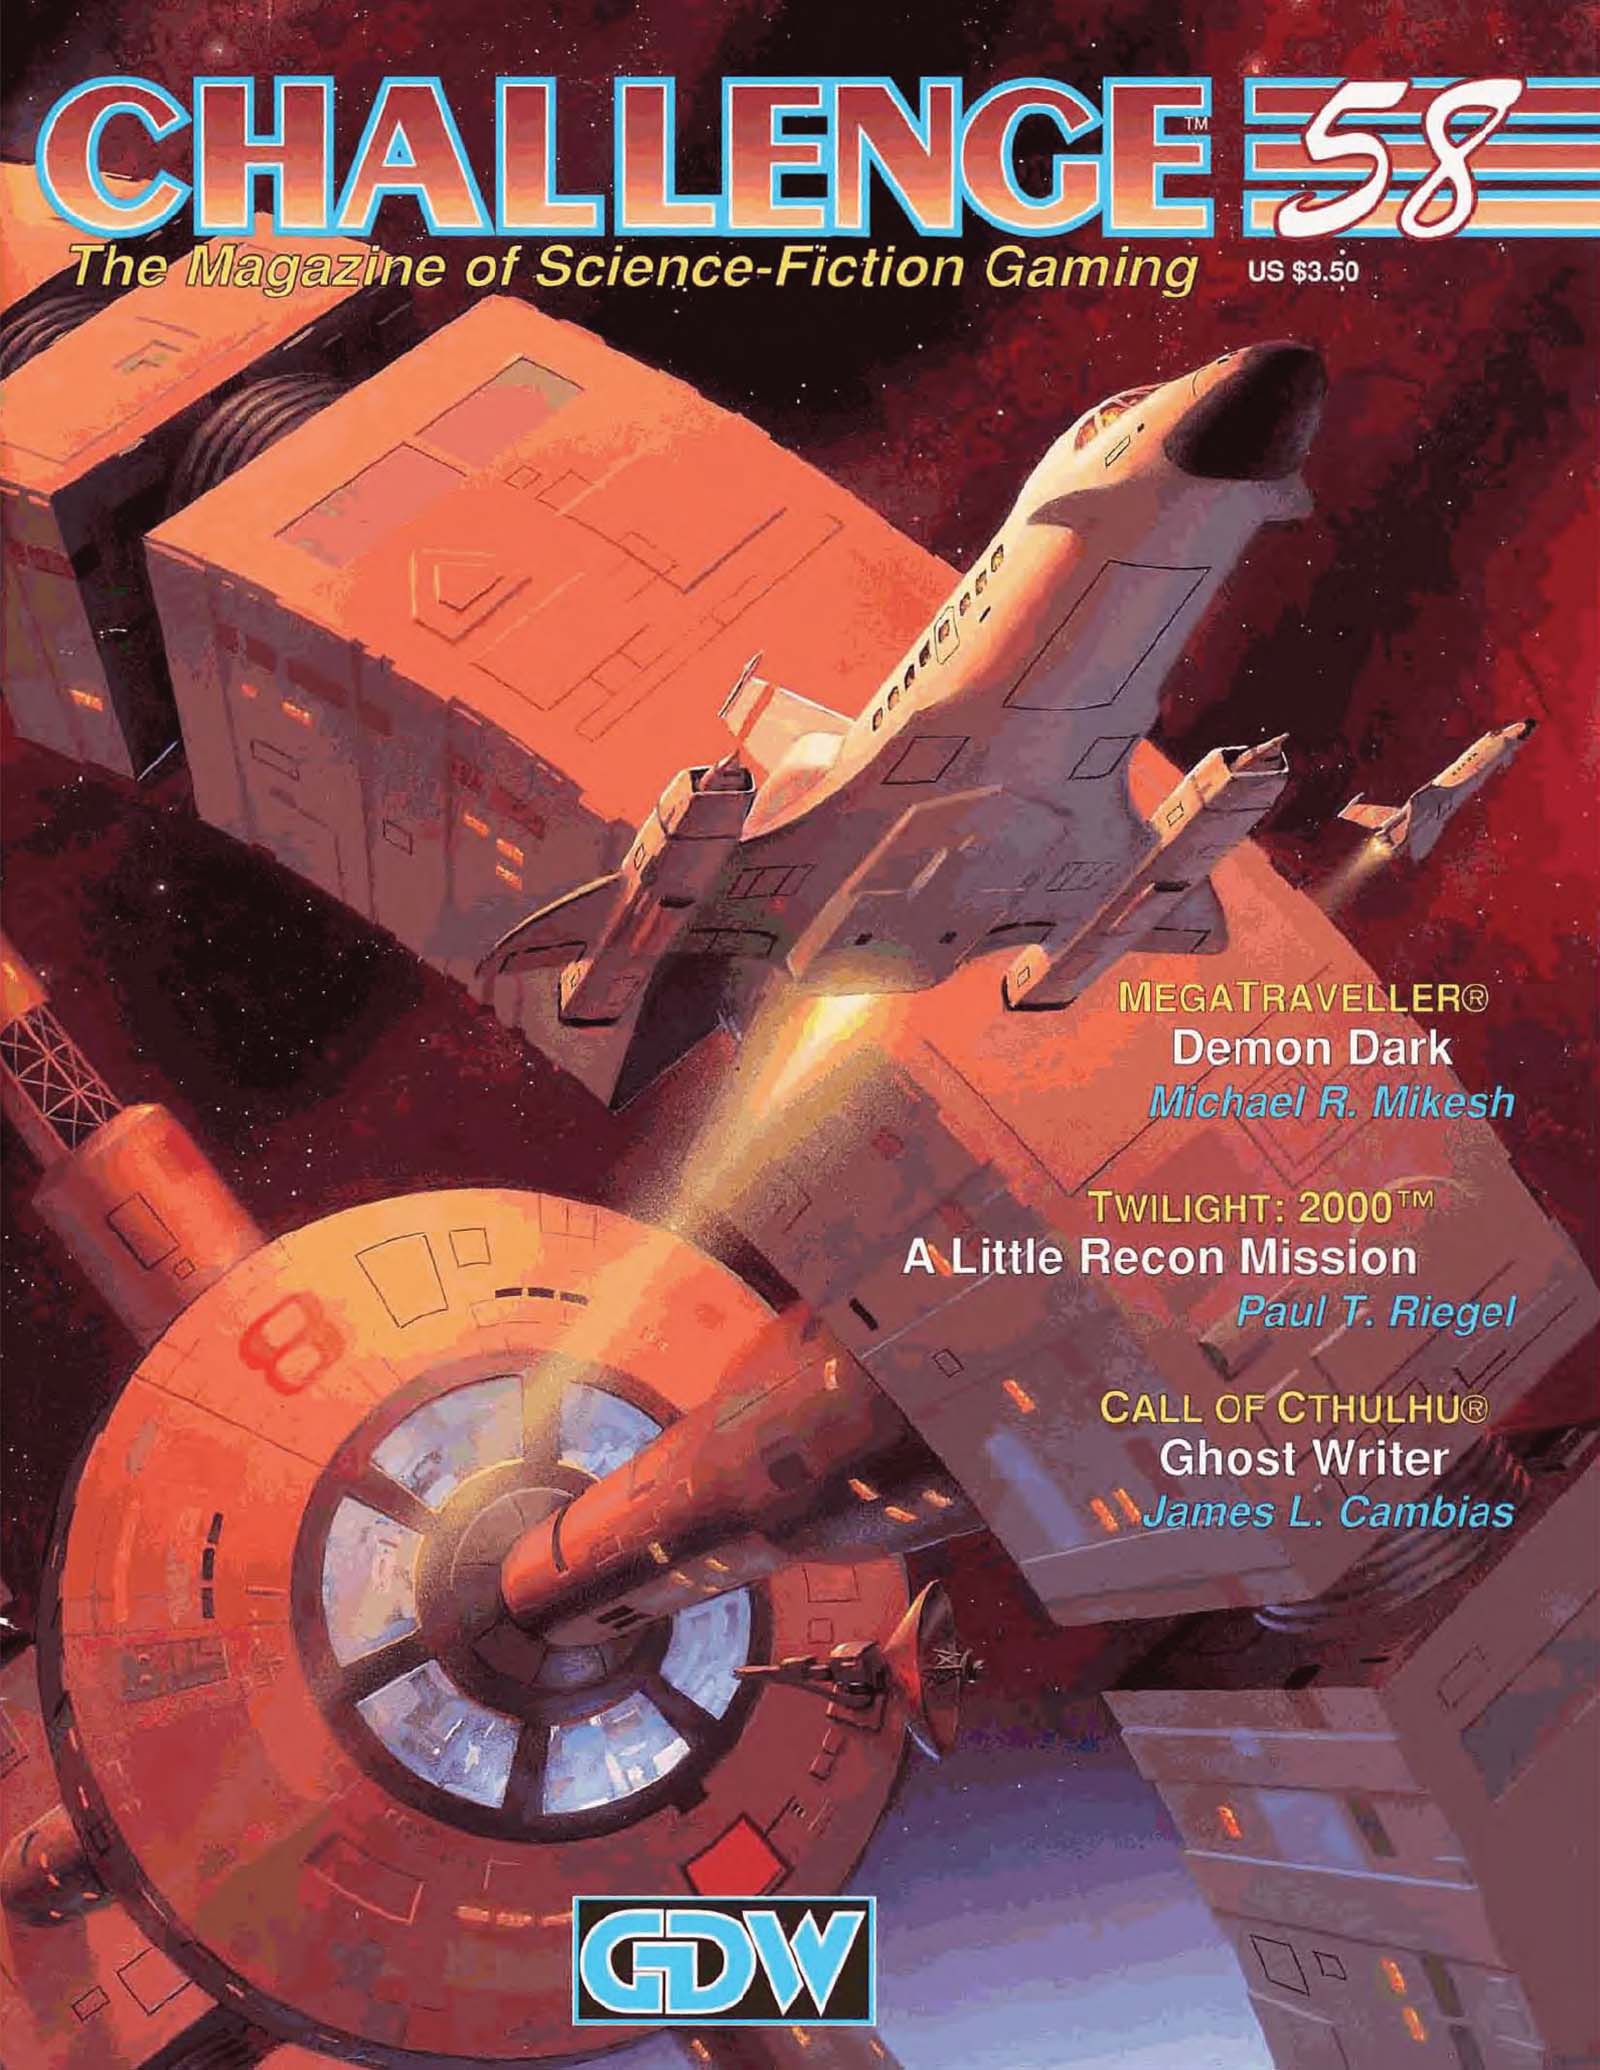 CHALLENGE™ 58
The Magazine of Science-Fiction Gaming US $3.50
MEGATRAVELLER®
Demon Dark
Michael R. Mikesh
TWILIGHT: 2000™
A Little Recon Mission
Paul T. Riegel
CALL OF CTHULHU®
Ghost Writer
James L. Cambias
8
GDW